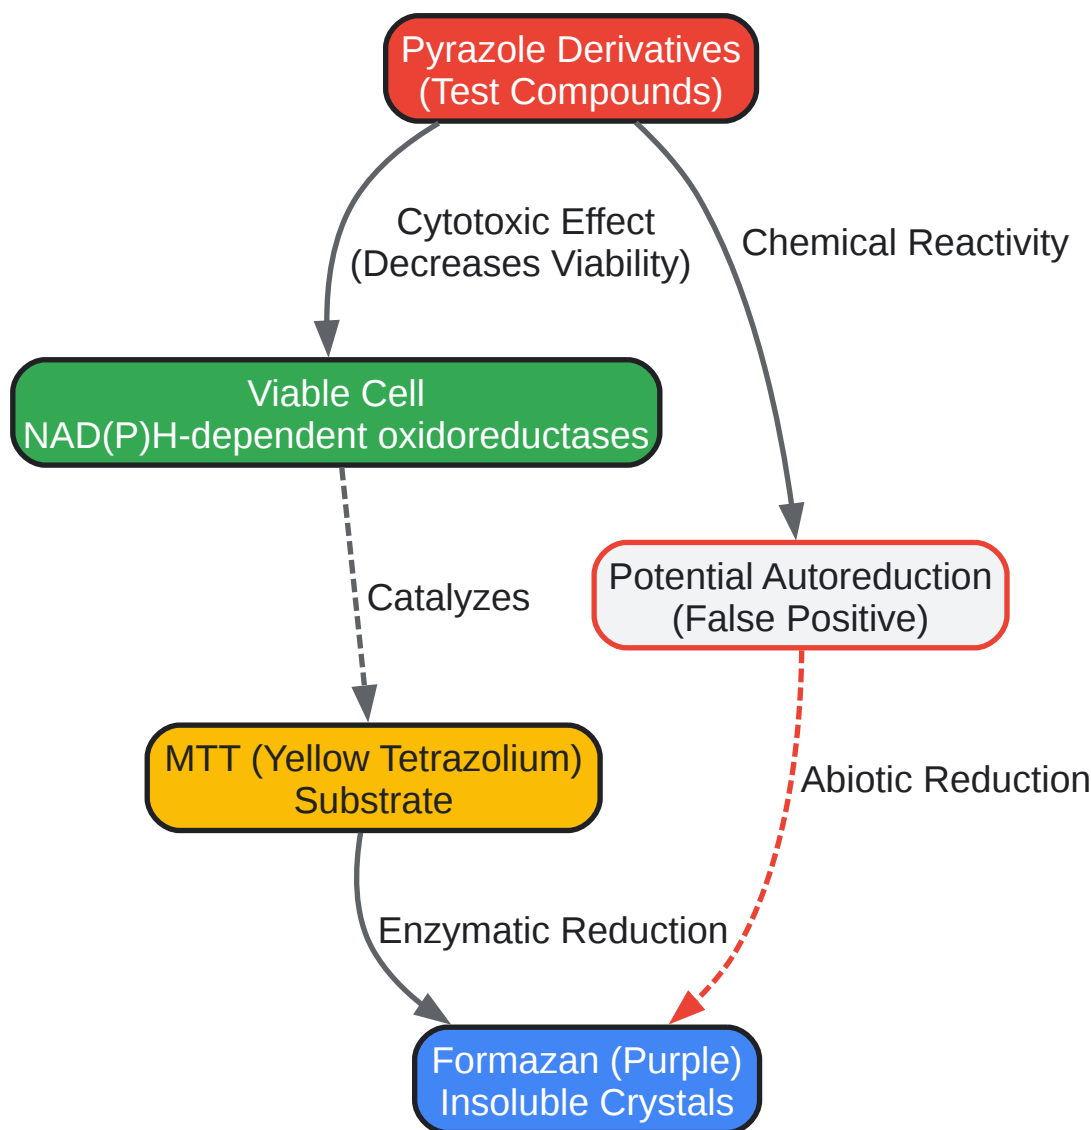 Pyrazole Derivatives
(Test Compounds)
Cytotoxic Effect
(Decreases Viability)
Chemical Reactivity
Viable Cell
NAD(P)H-dependent oxidoreductases
Potential Autoreduction
(False Positive)
Catalyzes
MTT (Yellow Tetrazolium)
Substrate
Abiotic Reduction
Enzymatic Reduction
Formazan (Purple)
Insoluble Crystals